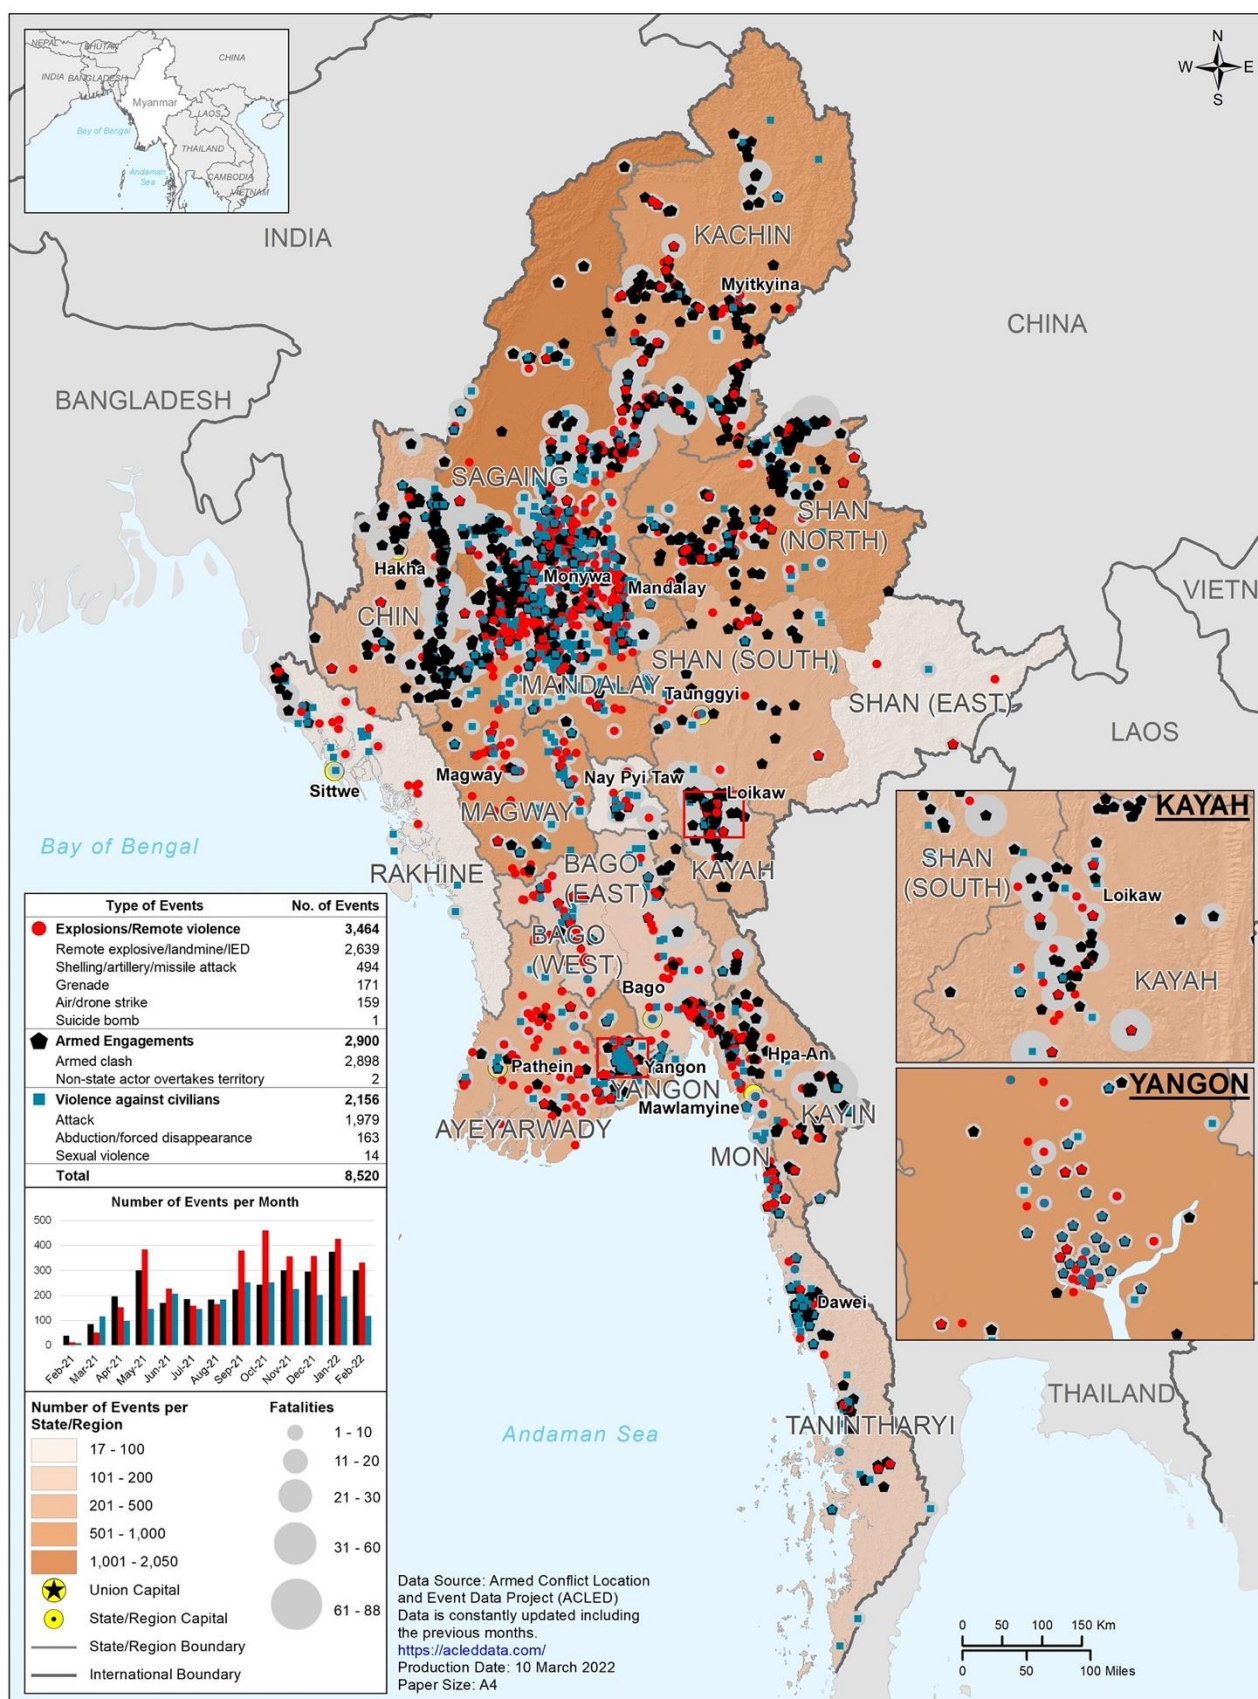 NEPAL
BHUTAN
CHINA
INDIA
BANGLADESH
Myanmar
LAOS
Bay of Bengal
THAILAND
Andaman
Sea
CAMBODIA
VIETNAM
N
W
E
S
INDIA
KACHIN
Myitkyina
CHINA
BANGLADESH
SAGAING
SHAN
(NORTH)
Hakha
Monywa
Mandalay
VIETN
CHIN
SHAN (SOUTH)
MANDALAY
Taunggyi
SHAN (EAST)
LAOS
Magway
Nay Pyi Taw
Loikaw
Sittwe
MAGWAY
Bay of Bengal
RAKHINE
BAGO
(EAST)
KAYAH
BAGO
(WEST)
Bago
Pathein
Yangon
YANGON
Hpa-An
Mawlamyine
KAYIN
AYEYARWADY
MON
Dawei
TANINTHARYI
THAILAND
Andaman Sea
KAYAH
SHAN
(SOUTH)
Loikaw
KAYAH
YANGON
Type of Events No. of Events
Explosions/Remote violence 3,464
Remote explosive/landmine/IED 2,639
Shelling/artillery/missile attack 494
Grenade 171
Air/drone strike 159
Suicide bomb 1
Armed Engagements 2,900
Armed clash 2,898
Non-state actor overtakes territory 2
Violence against civilians 2,156
Attack 1,979
Abduction/forced disappearance 163
Sexual violence 14
Total 8,520
Number of Events per Month
500
400
300
200
100
0
Feb-21 Mar-21 Apr-21 May-21 Jun-21 Jul-21 Aug-21 Sep-21 Oct-21 Nov-21 Dec-21 Jan-22 Feb-22
Number of Events per
State/Region
17 - 100
101 - 200
201 - 500
501 - 1,000
1,001 - 2,050
Union Capital
State/Region Capital
State/Region Boundary
International Boundary
Fatalities
1 - 10
11 - 20
21 - 30
31 - 60
61 - 88
Data Source: Armed Conflict Location
and Event Data Project (ACLED)
Data is constantly updated including
the previous months.
https://acleddata.com/
Production Date: 10 March 2022
Paper Size: A4
0 50 100 150 Km
0 50 100 Miles